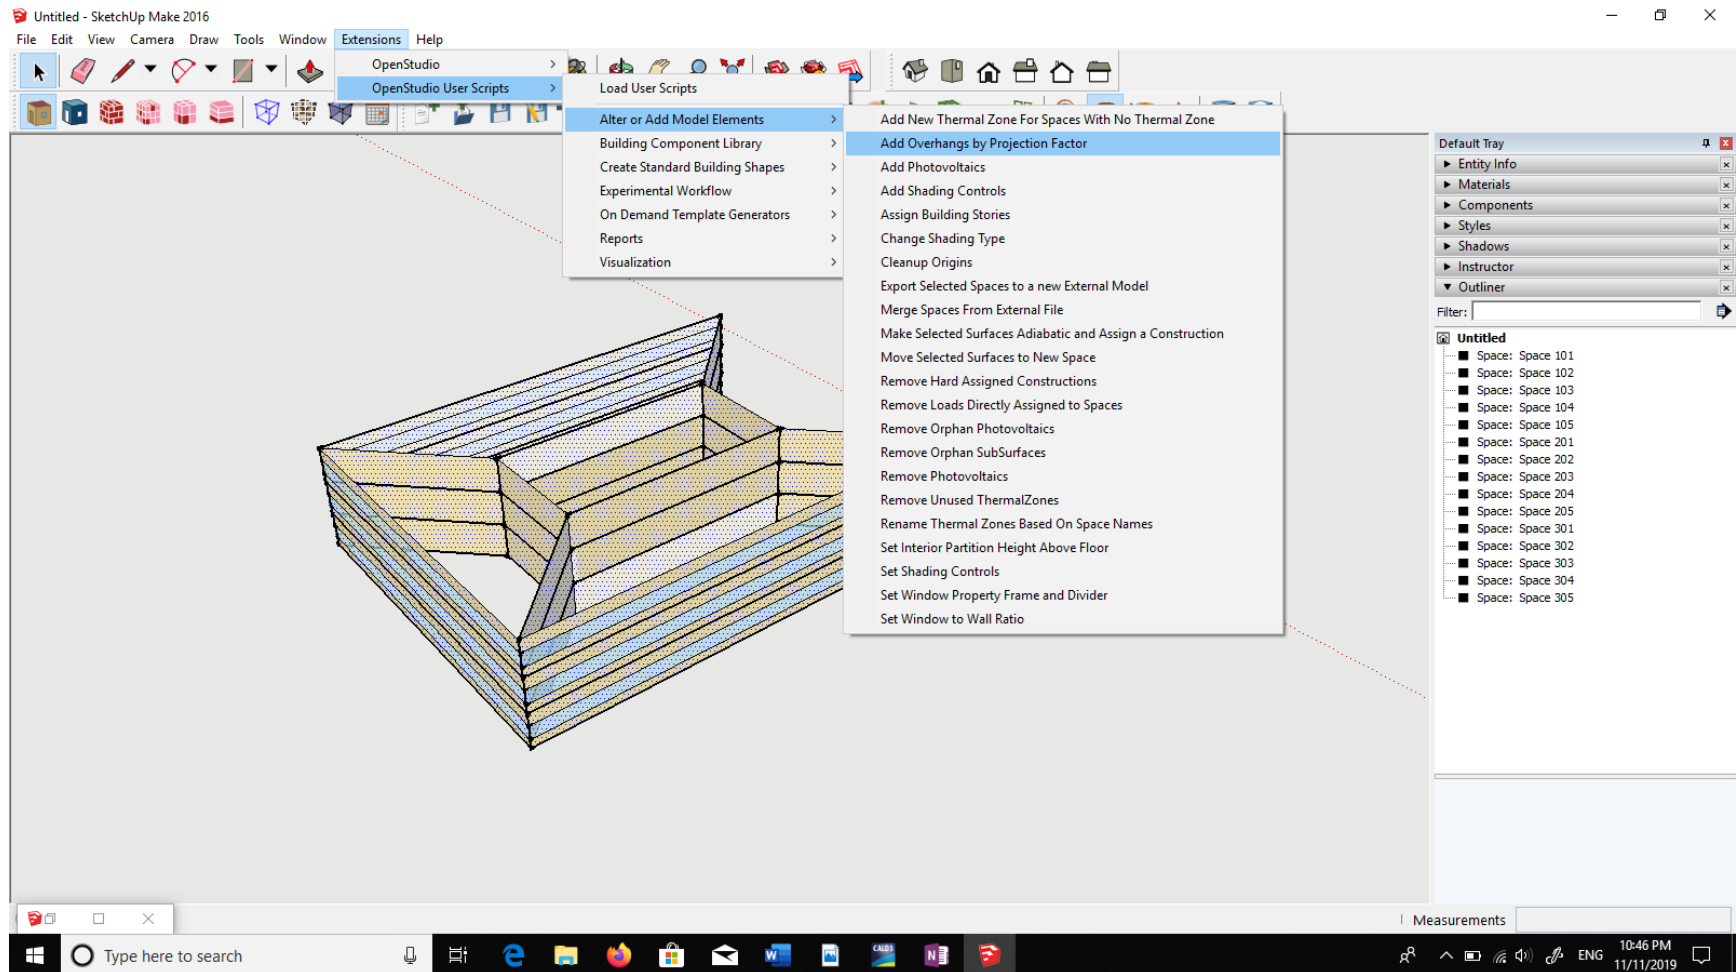 Untitled - SketchUp Make 2016
File Edit View Camera Draw Tools Window Extensions Help
OpenStudio
OpenStudio User Scripts
Load User Scripts
Alter or Add Model Elements
Building Component Library
Create Standard Building Shapes
Experimental Workflow
On Demand Template Generators
Reports
Visualization
Add New Thermal Zone For Spaces With No Thermal Zone
Add Overhangs by Projection Factor
Add Photovoltaics
Add Shading Controls
Assign Building Stories
Change Shading Type
Cleanup Origins
Export Selected Spaces to a new External Model
Merge Spaces From External File
Make Selected Surfaces Adiabatic and Assign a Construction
Move Selected Surfaces to New Space
Remove Hard Assigned Constructions
Remove Loads Directly Assigned to Spaces
Remove Orphan Photovoltaics
Remove Orphan SubSurfaces
Remove Photovoltaics
Remove Unused ThermalZones
Rename Thermal Zones Based On Space Names
Set Interior Partition Height Above Floor
Set Shading Controls
Set Window Property Frame and Divider
Set Window to Wall Ratio
Default Tray
Entity Info
Materials
Components
Styles
Shadows
Instructor
Outliner
Filter:
Untitled
Space: Space 101
Space: Space 102
Space: Space 103
Space: Space 104
Space: Space 105
Space: Space 201
Space: Space 202
Space: Space 203
Space: Space 204
Space: Space 205
Space: Space 301
Space: Space 302
Space: Space 303
Space: Space 304
Space: Space 305
Measurements
Type here to search
CALD3
ENG
10:46 PM
11/11/2019